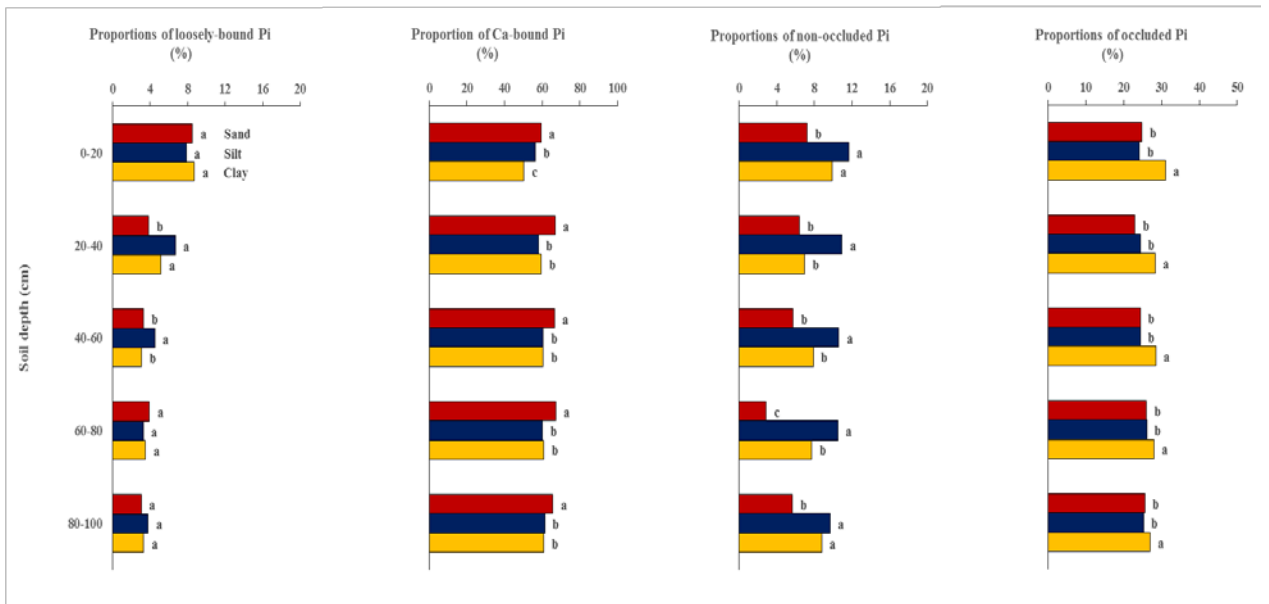 Proportions of loosely-bound Pi
(%)
0 4 8 12 16 20
Proportion of Ca-bound Pi
(%)
0 20 40 60 80 100
Proportions of non-occluded Pi
(%)
0 4 8 12 16 20
Proportions of occluded Pi
(%)
0 10 20 30 40 50
Soil depth (cm)
0-20
a Sand
a Silt
a Clay
a
b
c
b
a
a
b
b
a
20-40
b
a
a
a
b
b
b
a
b
b
b
a
40-60
b
a
b
a
b
b
b
a
b
b
b
a
60-80
a
a
a
a
b
b
c
a
b
b
b
a
80-100
a
a
a
a
b
b
b
a
a
b
b
a